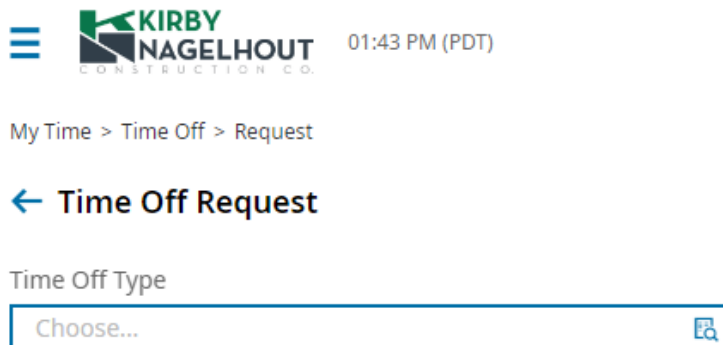 KIRBY
NAGELHOUT
CONSTRUCTION CO.
01:43 PM (PDT)
My Time > Time Off > Request
← Time Off Request
Time Off Type
Choose...